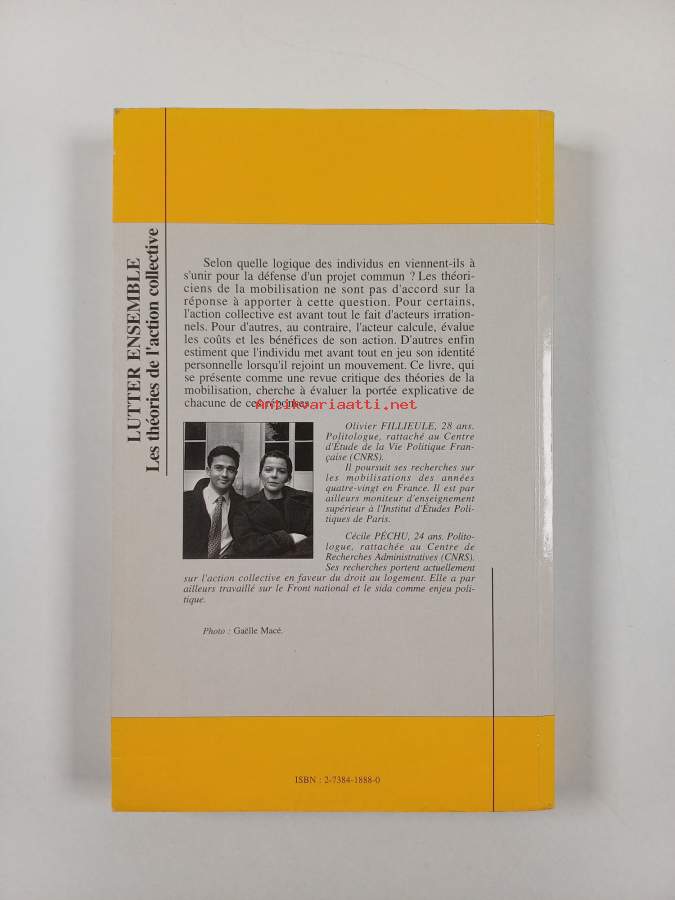 LUTTER ENSEMBLE
Les théories de l'action collective
Selon quelle logique des individus en viennent-ils à
s'unir pour la défense d'un projet commun ? Les théori-
ciens de la mobilisation ne sont pas d'accord sur la
réponse à apporter à cette question. Pour certains,
l'action collective est avant tout le fait d'acteurs irration-
nels. Pour d'autres, au contraire, l'acteur calcule, évalue
les coûts et les bénéfices de son action. D'autres enfin
estiment que l'individu met avant tout en jeu son identité
personnelle lorsqu'il rejoint un mouvement. Ce livre, qui
se présente comme une revue critique des théories de la
mobilisation, cherche à évaluer la portée explicative de
chacune de ces réponses.
antikvariaatti.net
Olivier FILLIEULE, 28 ans.
Politologue, rattaché au Centre
d'Étude de la Vie Politique Fran-
çaise (CNRS).
Il poursuit ses recherches sur
les mobilisations des années
quatre-vingt en France. Il est par
ailleurs moniteur d'enseignement
supérieur à l'Institut d'Études Poli-
tiques de Paris.
Cécile PÉCHU, 24 ans. Polito-
logue, rattachée au Centre de
Recherches Administratives (CNRS).
Ses recherches portent actuellement
sur l'action collective en faveur du droit au logement. Elle a par
ailleurs travaillé sur le Front national et le sida comme enjeu poli-
tique.
Photo : Gaëlle Macé.
ISBN : 2-7384-1888-0